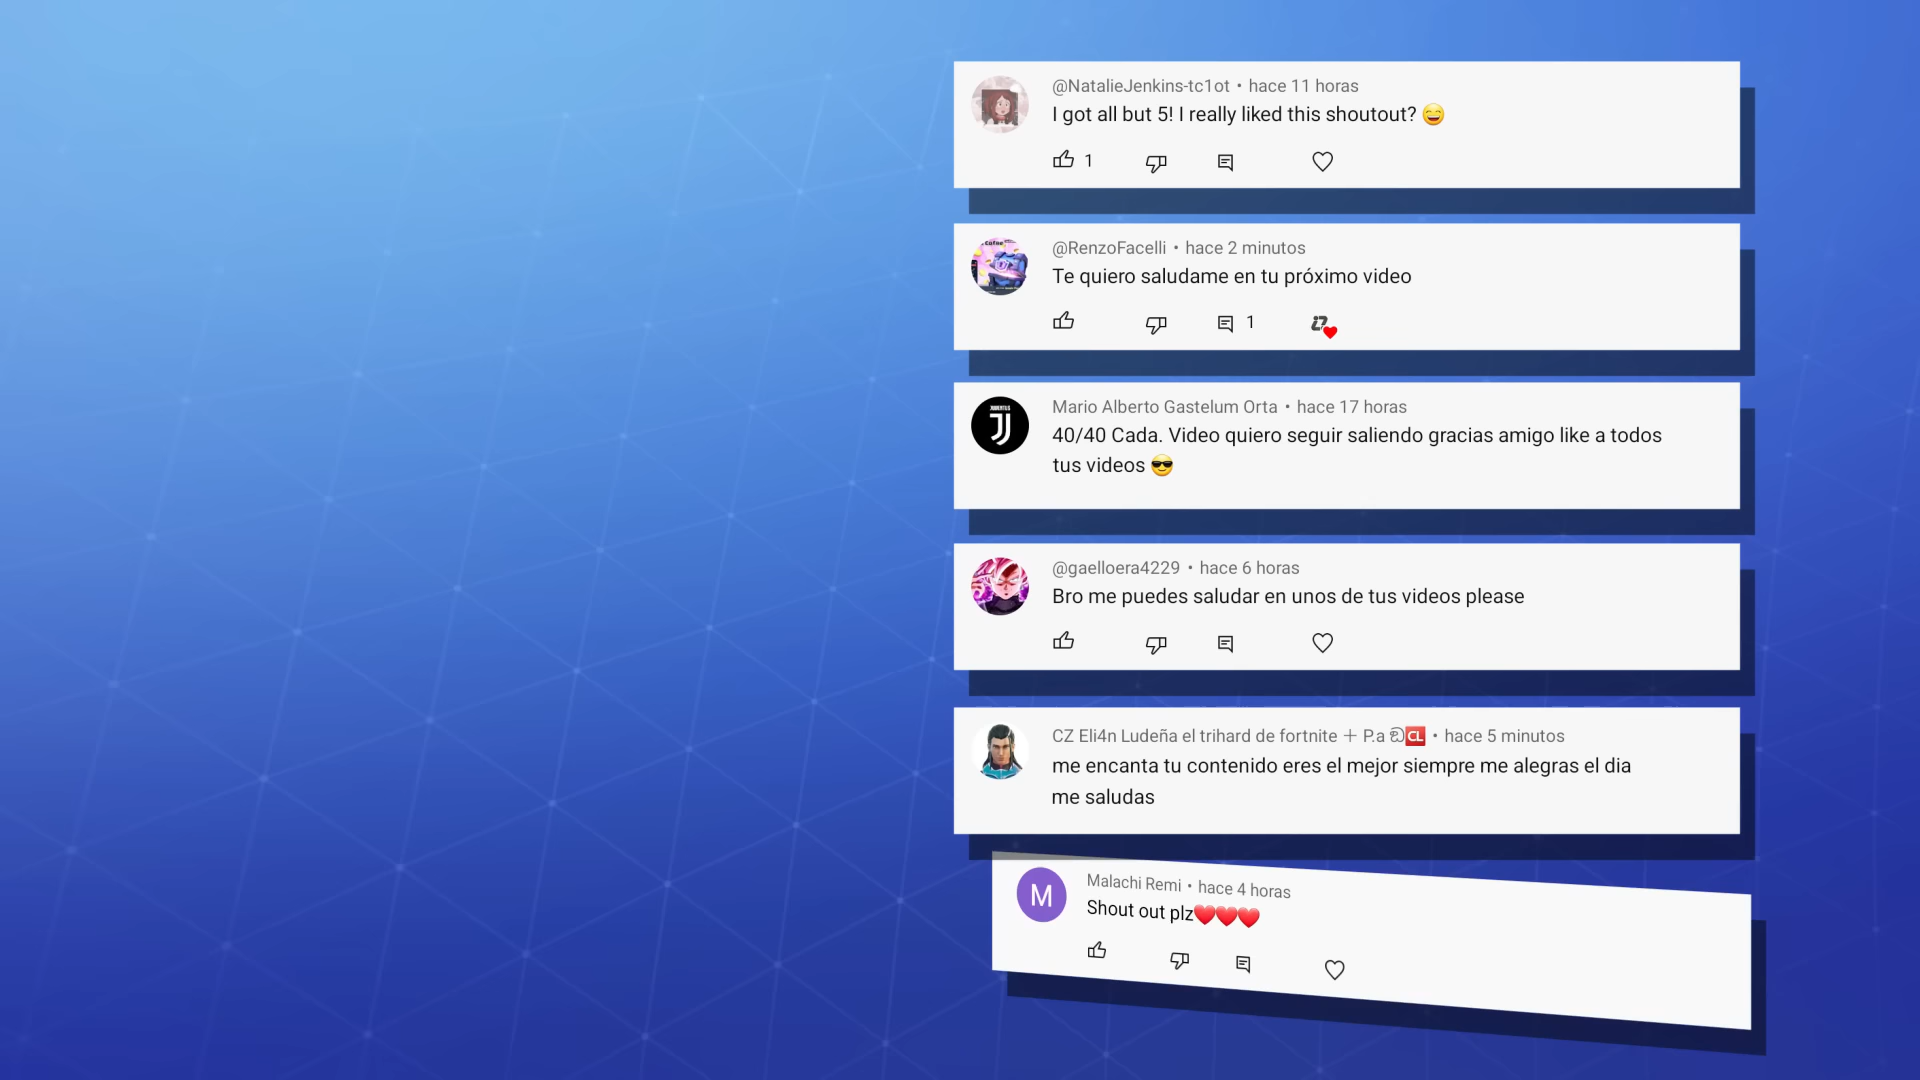 @NatalieJenkins-tc1ot • hace 11 horas
I got all but 5! I really liked this shoutout? 😄
1
@RenzoFacelli • hace 2 minutos
Te quiero saludame en tu próximo video
1
JUVENTUS
Mario Alberto Gastelum Orta • hace 17 horas
40/40 Cada. Video quiero seguir saliendo gracias amigo like a todos
tus videos 😎
@gaelloera4229 • hace 6 horas
Bro me puedes saludar en unos de tus videos please
CZ Eli4n Ludeña el trihard de fortnite + P.a 🆑 • hace 5 minutos
me encanta tu contenido eres el mejor siempre me alegras el dia
me saludas
M
Malachi Remi • hace 4 horas
Shout out plz❤️❤️❤️